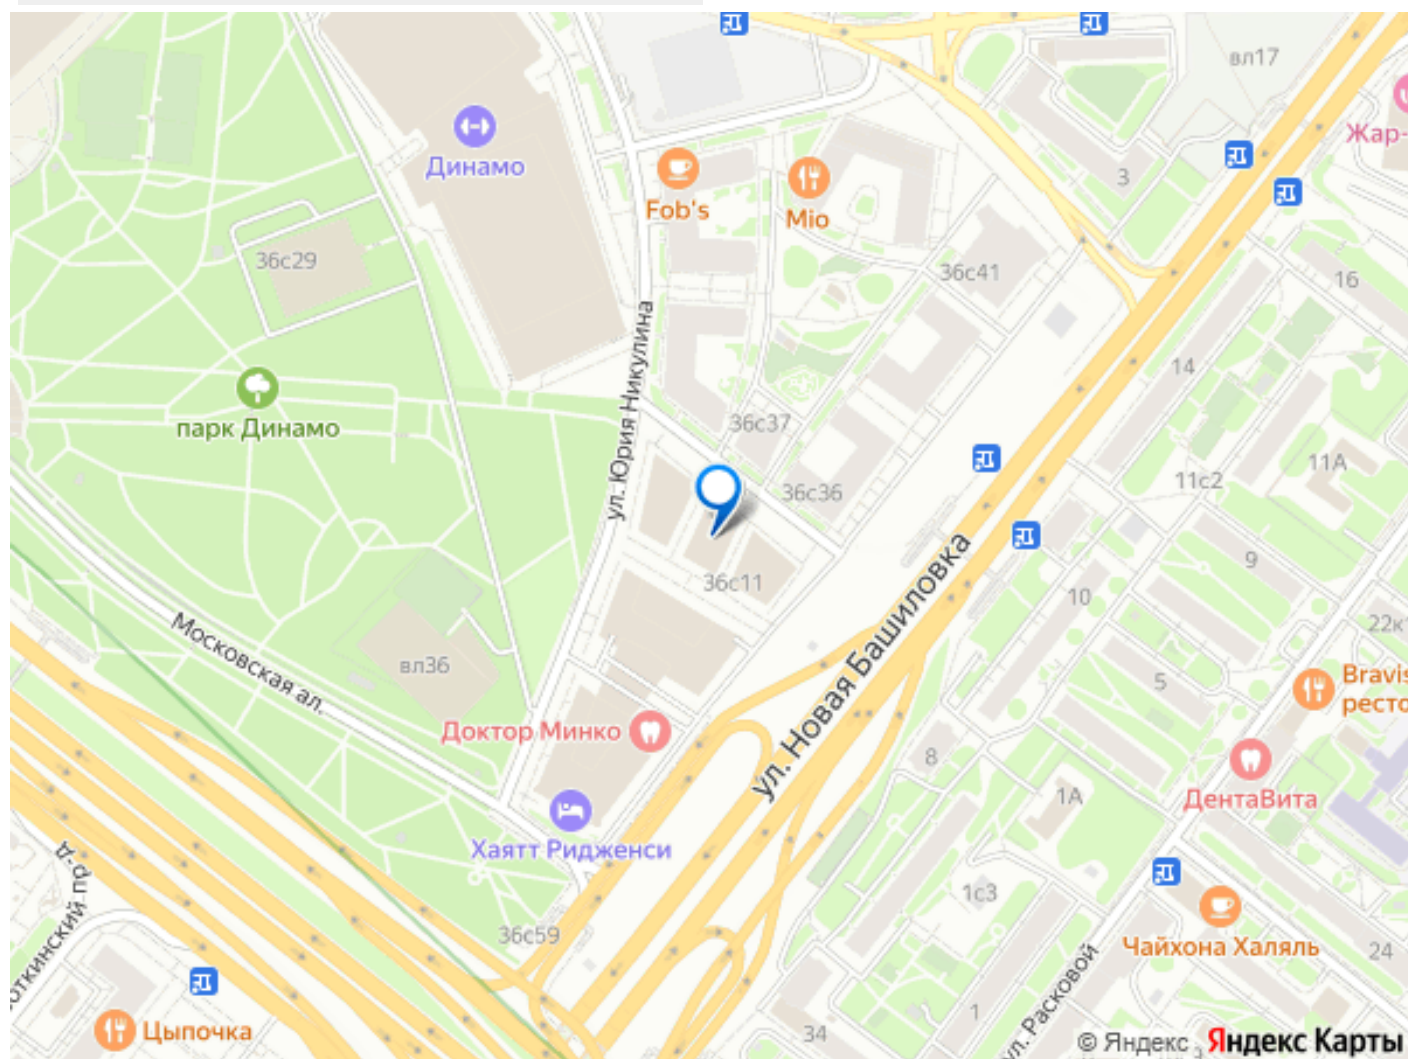 вл17
Жар-
Динамо
3
Fob's
Mio
36с29
36с41
16
ул. Юрия Никулина
14
парк Динамо
36с37
11А
11с2
36с36
9
36с11
10
ул. Новая Башиловка
22к
Московская ал.
вл36
5
Bravis
ресто
Доктор Минко
8
1А
ДентаВита
Хаятт Ридженси
откинский пр-д
1с3
36с59
Чайхона Халяль
24
ул. Расковой
1
Цыпочка
34
© Яндекс Яндекс Карты